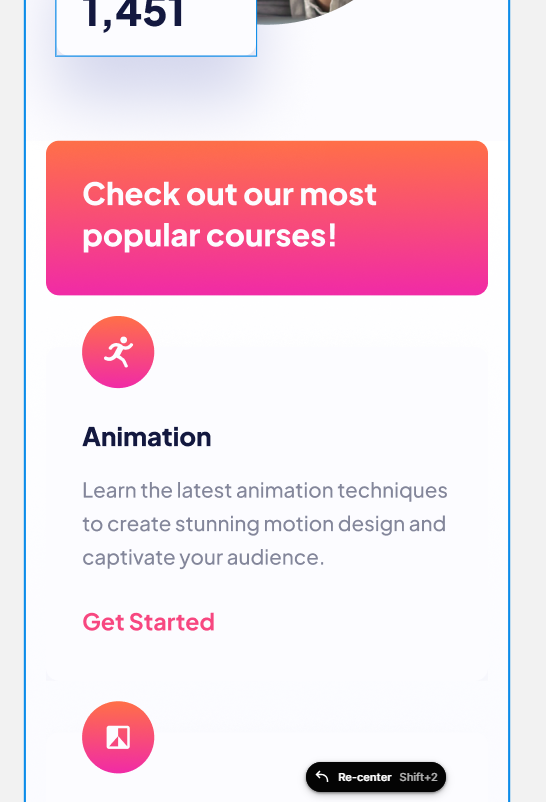 1,451
Check out our most
popular courses!
Animation
Learn the latest animation techniques
to create stunning motion design and
captivate your audience.
Get Started
Re-center Shift+2